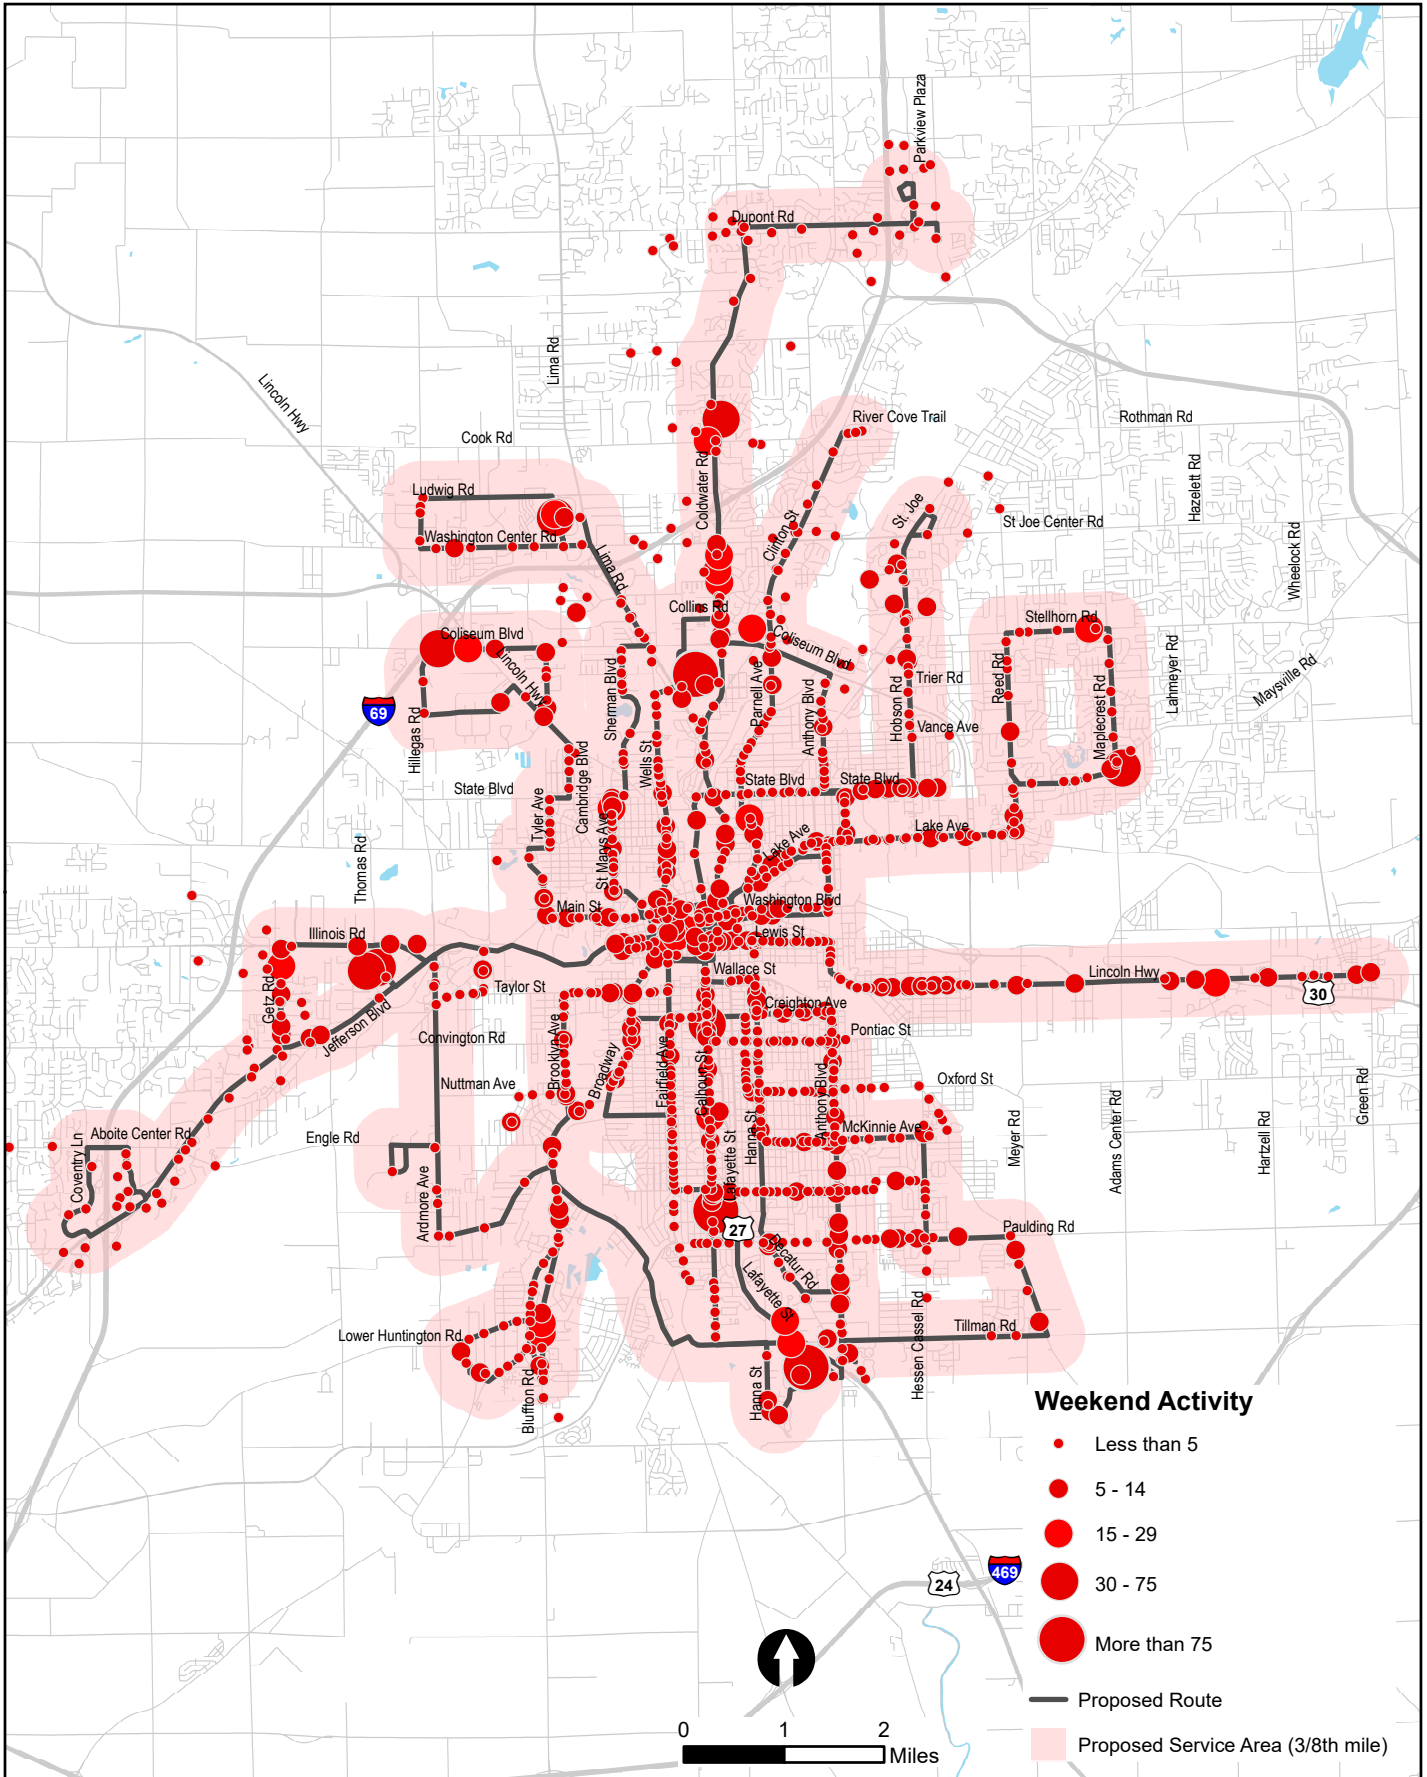 Parkview Plaza
Dupont Rd
Lima Rd
Lincoln Hwy
River Cove Trail
Rothman Rd
Cook Rd
Coldwater Rd
Hazelett Rd
Ludwig Rd
St. Joe
St Joe Center Rd
Washington Center Rd
Clinton St
Wheelock Rd
Lima Rd
Collins Rd
Stellhorn Rd
Coliseum Blvd
Coliseum Blvd
Lincoln Hwy
Sherman Blvd
Parnell Ave
Anthony Blvd
Hobson Rd
Trier Rd
Reed Rd
Lahmeyer Rd
Maysville Rd
69
Hillegas Rd
Vance Ave
Maplecrest Rd
Wells St
Cambridge Blvd
State Blvd
State Blvd
State Blvd
Tyler Ave
St Marys Ave
Lake Ave
Lake Ave
Thomas Rd
Main St
Washington Blvd
Illinois Rd
Lewis St
Wallace St
Lincoln Hwy
30
Getz Rd
Taylor St
Creighton Ave
Jefferson Blvd
Convington Rd
Brooklyn Ave
Broadway
Fairfield Ave
Calhoun St
Pontiac St
Nuttman Ave
Anthony Blvd
Oxford St
Green Rd
Aboite Center Rd
Engle Rd
Coventry Ln
Hanna St
McKinnie Ave
Meyer Rd
Adams Center Rd
Hartzell Rd
Ardmore Ave
Lafayette St
27
Paulding Rd
Decatur Rd
Lafayette St
Lower Huntington Rd
Hessen Cassel Rd
Tillman Rd
Bluffton Rd
Hanna St
Weekend Activity
Less than 5
5 - 14
15 - 29
30 - 75
More than 75
Proposed Route
Proposed Service Area (3/8th mile)
469
24
0 1 2
Miles